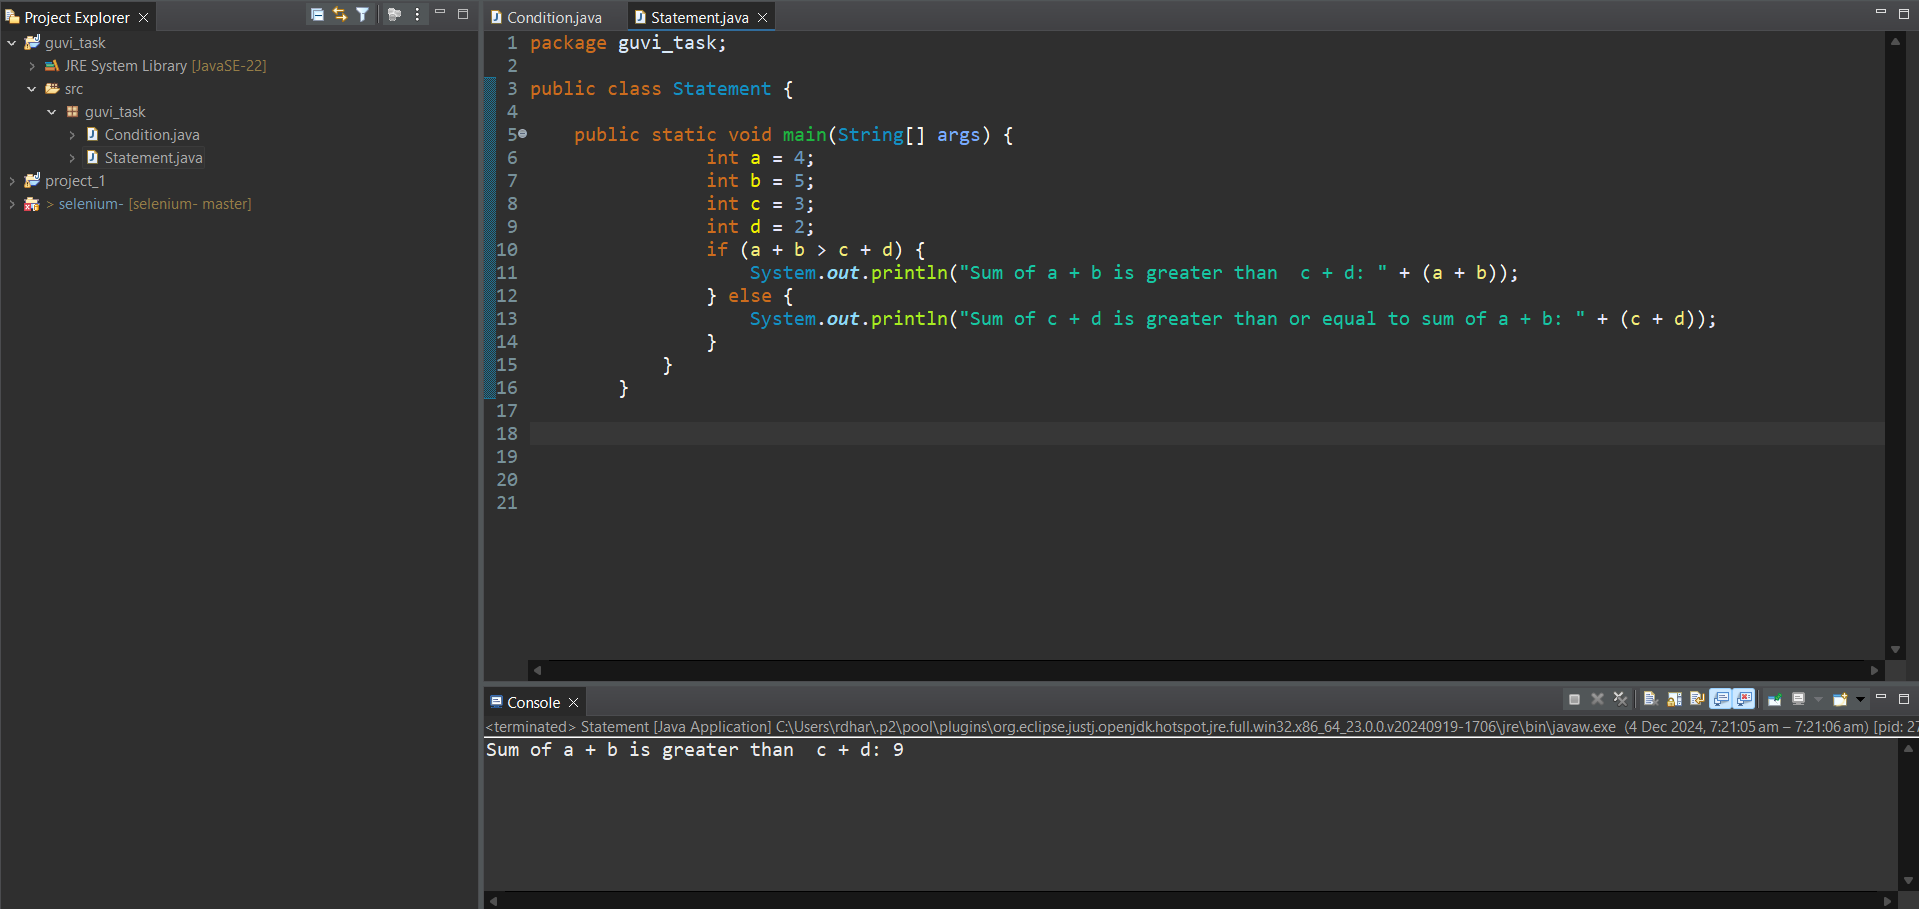 Project Explorer
guvi_task
JRE System Library [JavaSE-22]
src
guvi_task
Condition.java
Statement.java
project_1
> selenium- [selenium- master]
Condition.java
Statement.java
1 package guvi_task;
2
3 public class Statement {
4
5 public static void main(String[] args) {
6 int a = 4;
7 int b = 5;
8 int c = 3;
9 int d = 2;
10 if (a + b > c + d) {
11 System.out.println("Sum of a + b is greater than  c + d: " + (a + b));
12 } else {
13 System.out.println("Sum of c + d is greater than or equal to sum of a + b: " + (c + d));
14 }
15 }
16 }
17
18
19
20
21
Console
<terminated> Statement [Java Application] C:\Users\rdhar\.p2\pool\plugins\org.eclipse.justj.openjdk.hotspot.jre.full.win32.x86_64_23.0.0.v20240919-1706\jre\bin\javaw.exe (4 Dec 2024, 7:21:05 am – 7:21:06 am) [pid: 27
Sum of a + b is greater than  c + d: 9